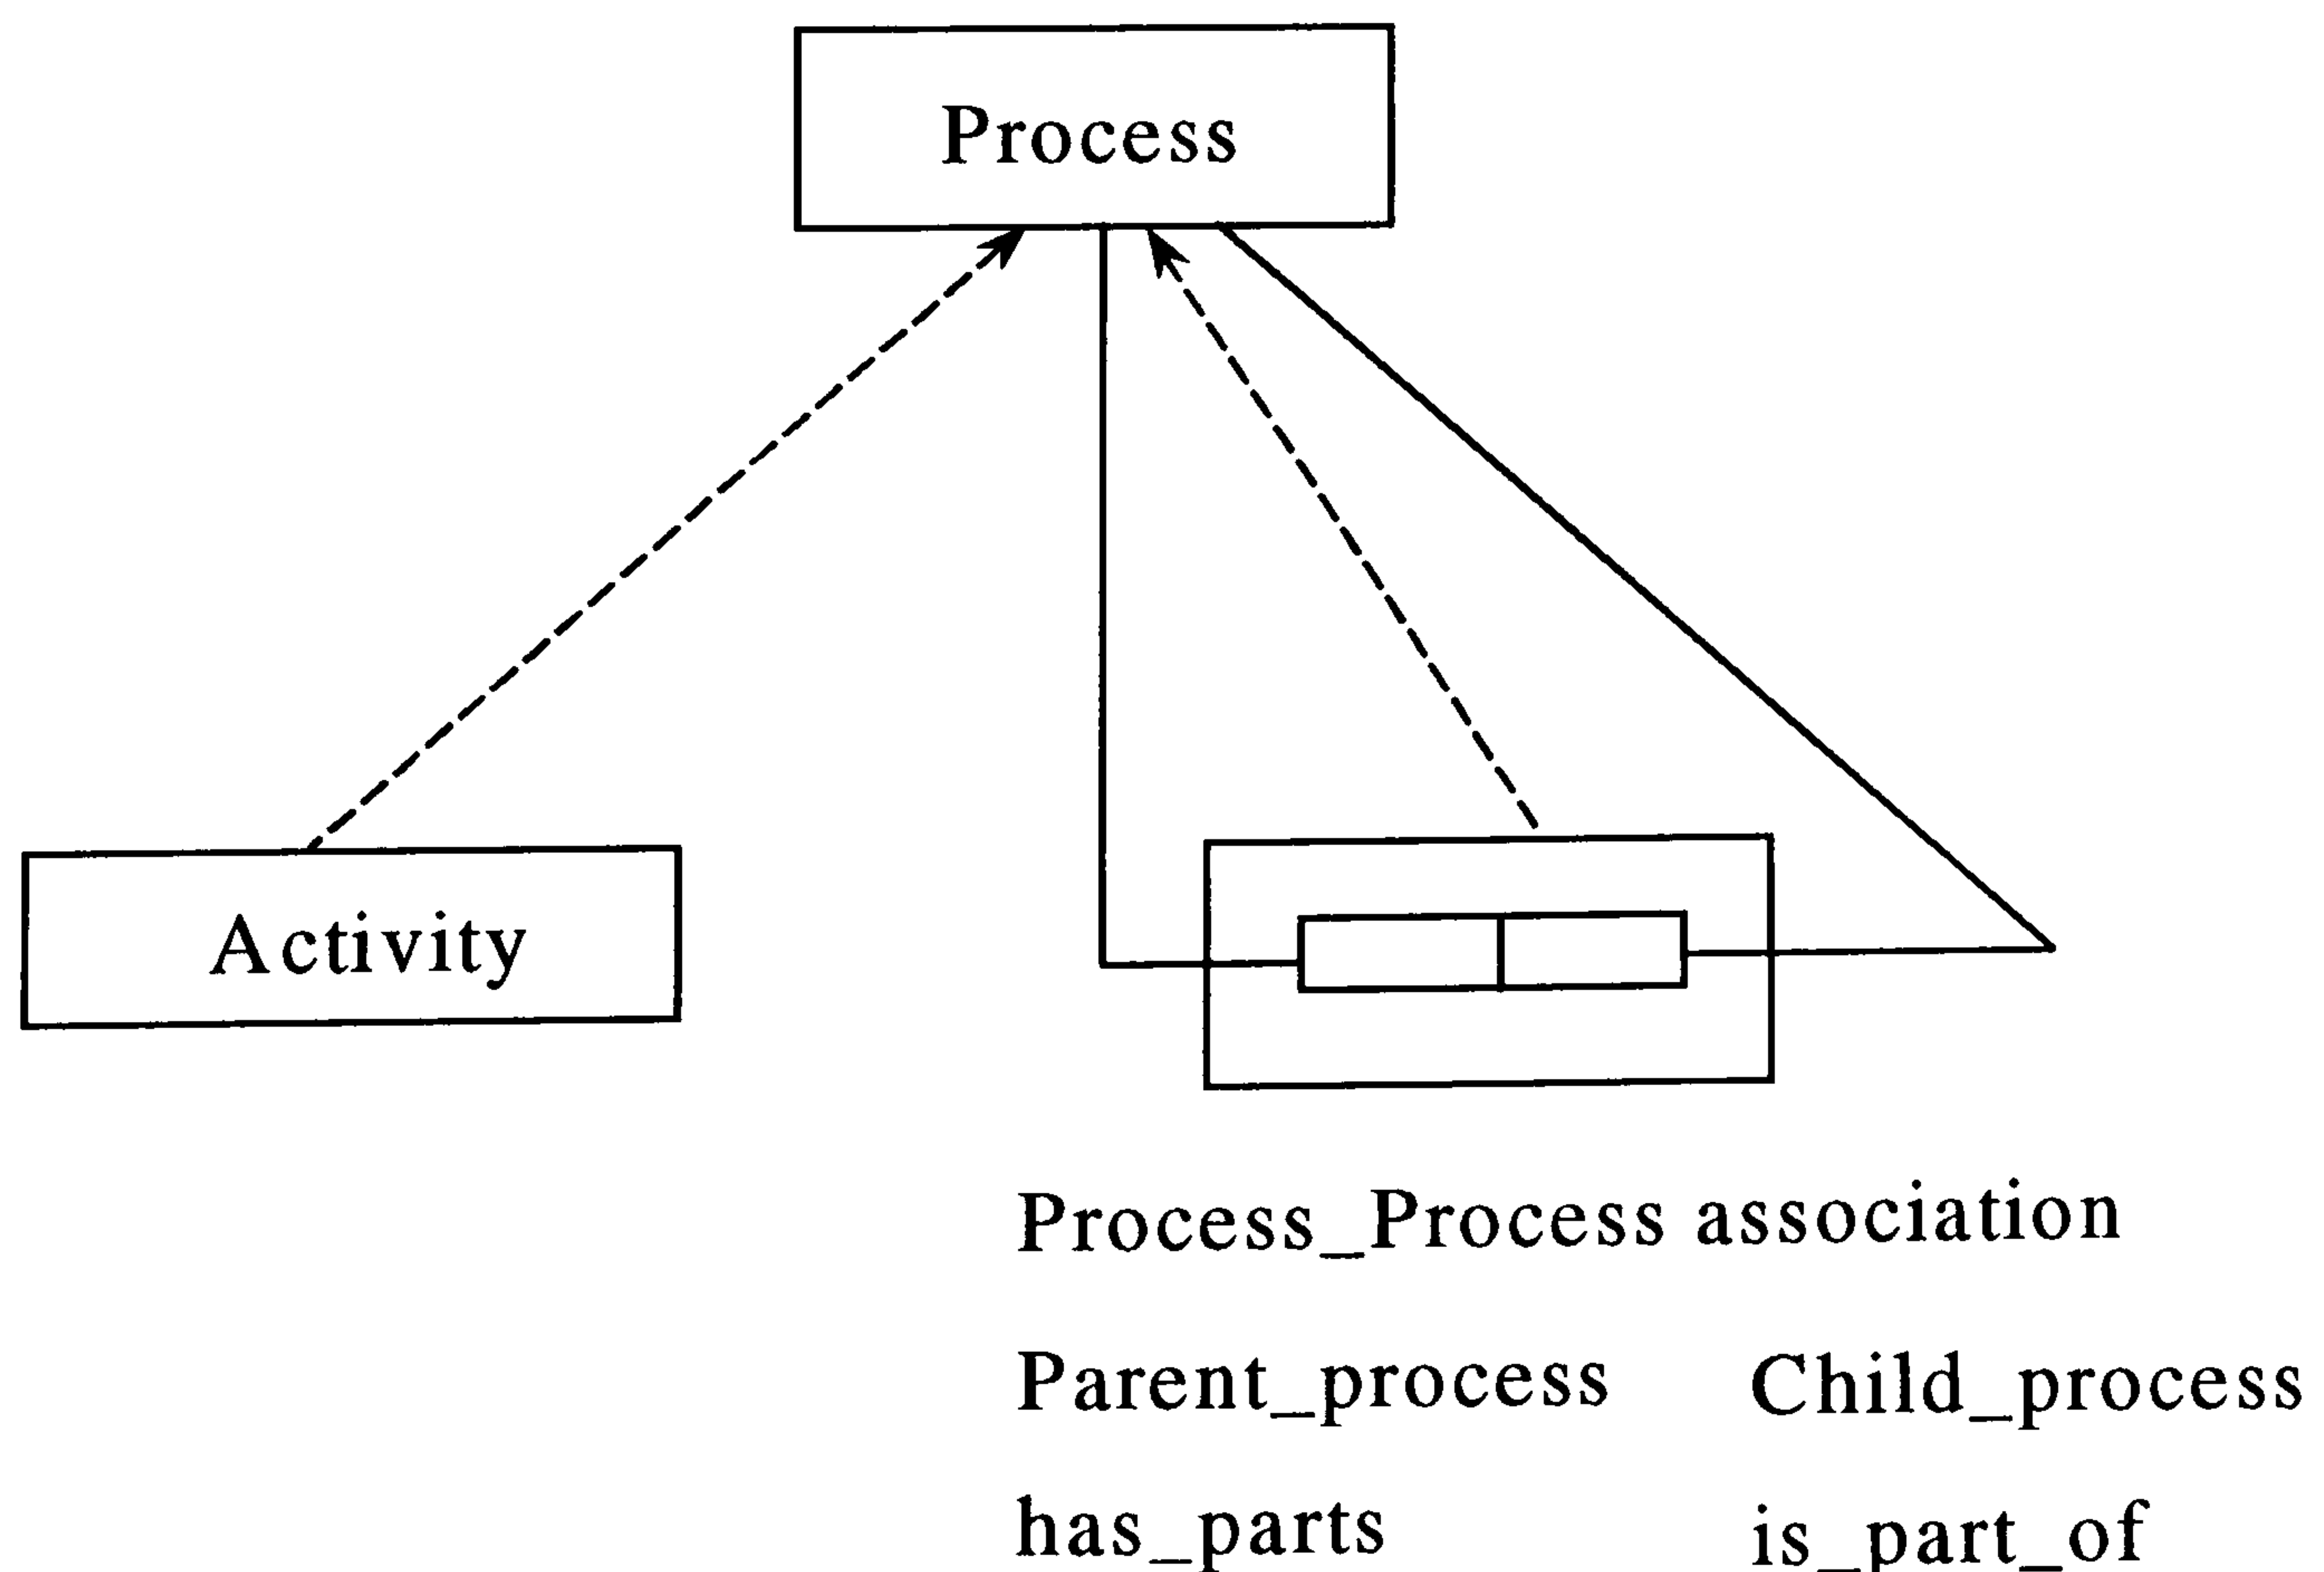 Process
Activity
Process_Process association
Parent_process Child_process
has_parts is_part_of